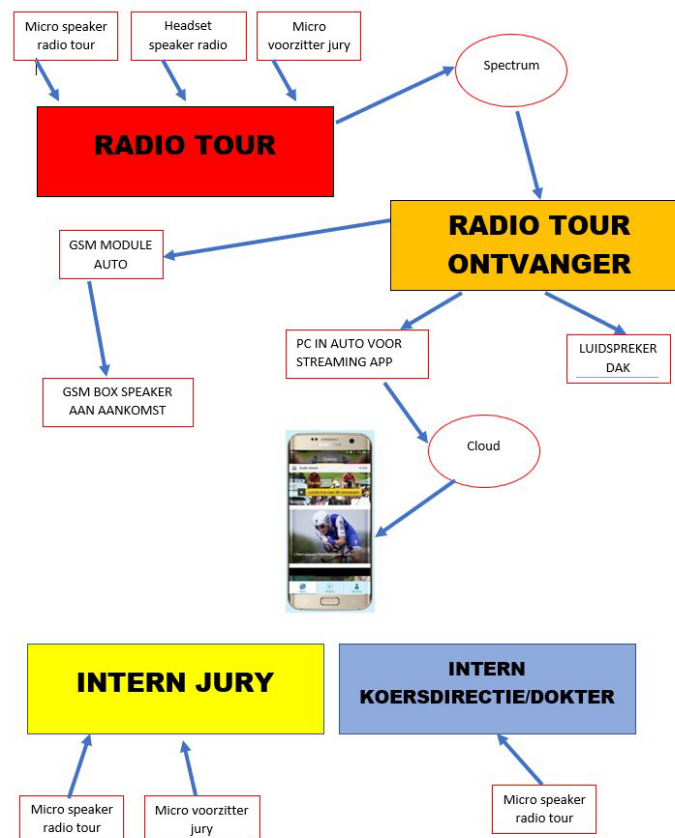 Micro speaker
radio tour
Headset
speaker radio
Micro
voorzitter jury
Spectrum
RADIO TOUR
RADIO TOUR
ONTVANGER
GSM MODULE
AUTO
PC IN AUTO VOOR
STREAMING APP
LUIDSPREKER
DAK
GSM BOX SPEAKER
AAN AANKOMST
Cloud
INTERN JURY
INTERN
KOERSDIRECTIE/DOKTER
Micro speaker
radio tour
Micro voorzitter
jury
Micro speaker
radio tour